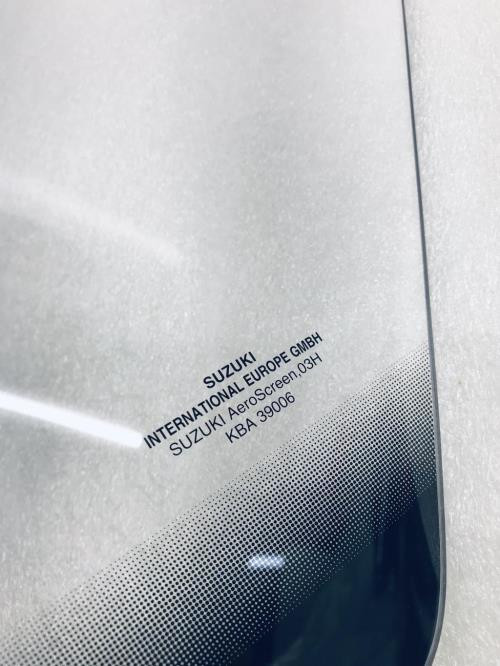 SUZUKI
INTERNATIONAL EUROPE GMBH
SUZUKI AeroScreen,03H
KBA 39006